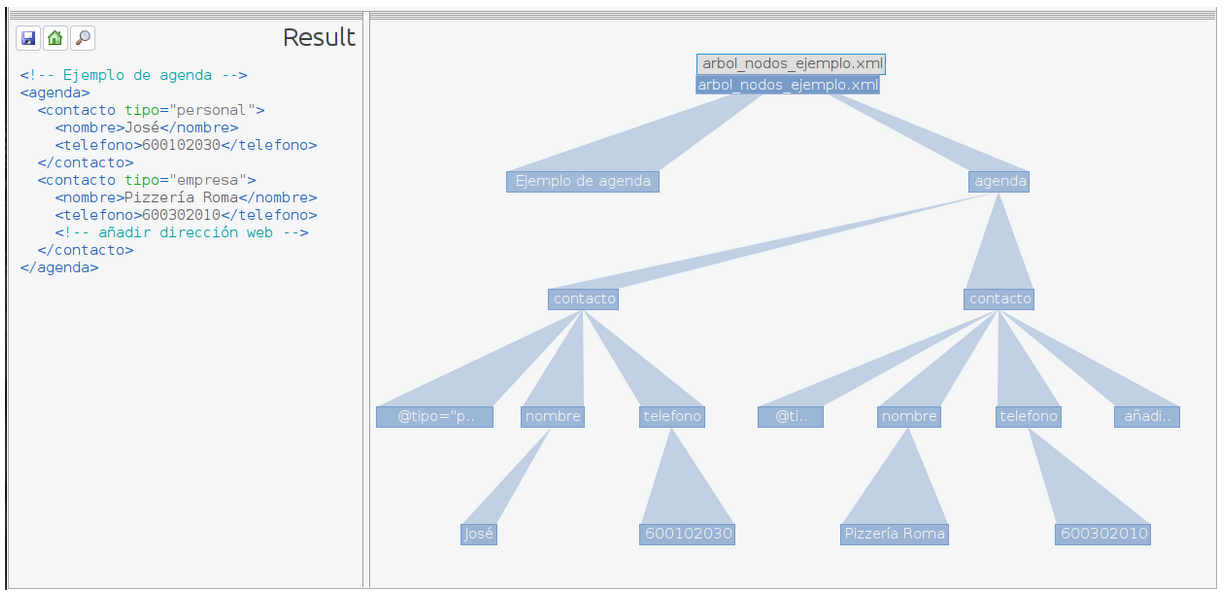 Result
<!-- Ejemplo de agenda -->
<agenda>
<contacto tipo="personal">
<nombre>José</nombre>
<telefono>600102030</telefono>
</contacto>
<contacto tipo="empresa">
<nombre>Pizzería Roma</nombre>
<telefono>600302010</telefono>
<!-- añadir dirección web -->
</contacto>
</agenda>
arbol_nodos_ejemplo.xml
arbol_nodos_ejemplo.xml
Ejemplo de agenda agenda
contacto contacto
@tipo="p.. nombre telefono @ti.. nombre telefono añadi..
José 600102030 Pizzería Roma 600302010